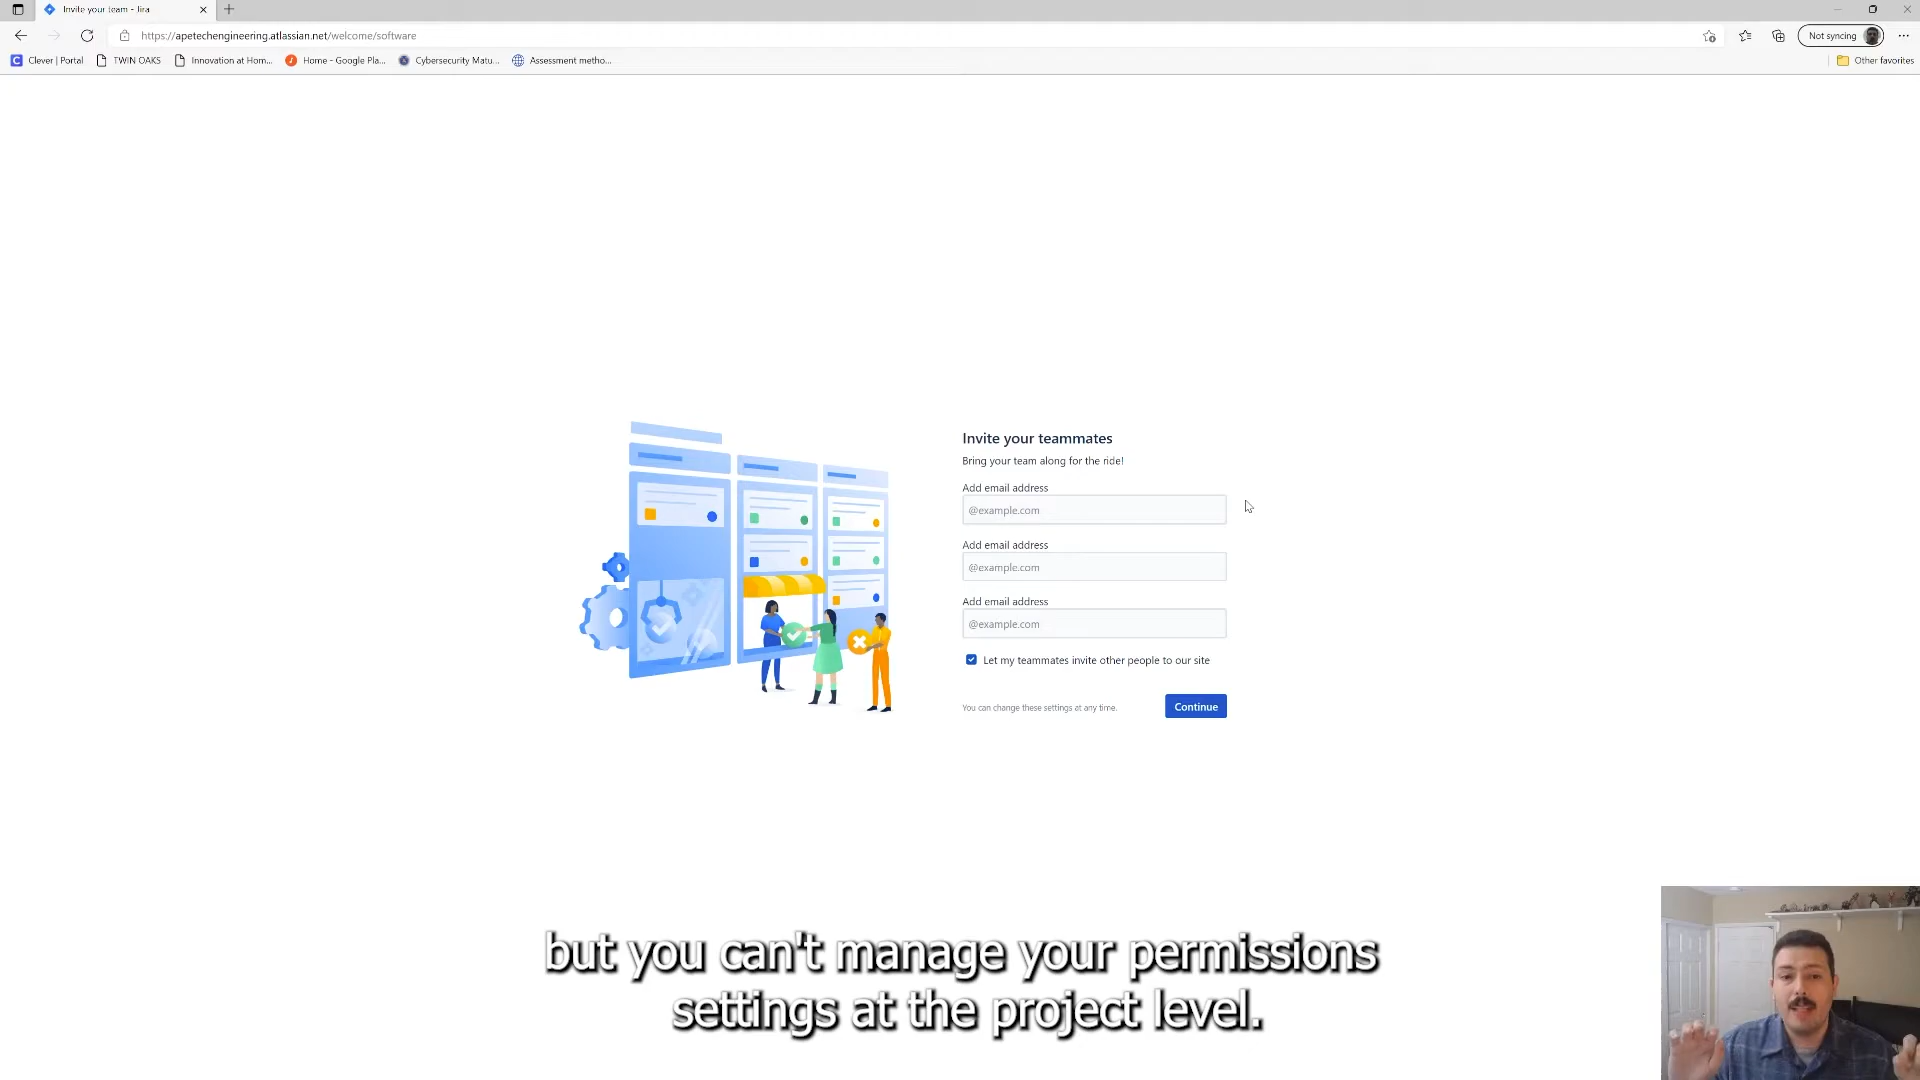 Invite your team - Jira
https://apetechengineering.atlassian.net/welcome/software
Not syncing
Clever | Portal
TWIN OAKS
Innovation at Hom...
Home - Google Pla...
Cybersecurity Matu...
Assessment metho...
Other favorites
Invite your teammates
Bring your team along for the ride!
Add email address
@example.com
Add email address
@example.com
Add email address
@example.com
Let my teammates invite other people to our site
You can change these settings at any time.
Continue
but you can't manage your permissions
settings at the project level.